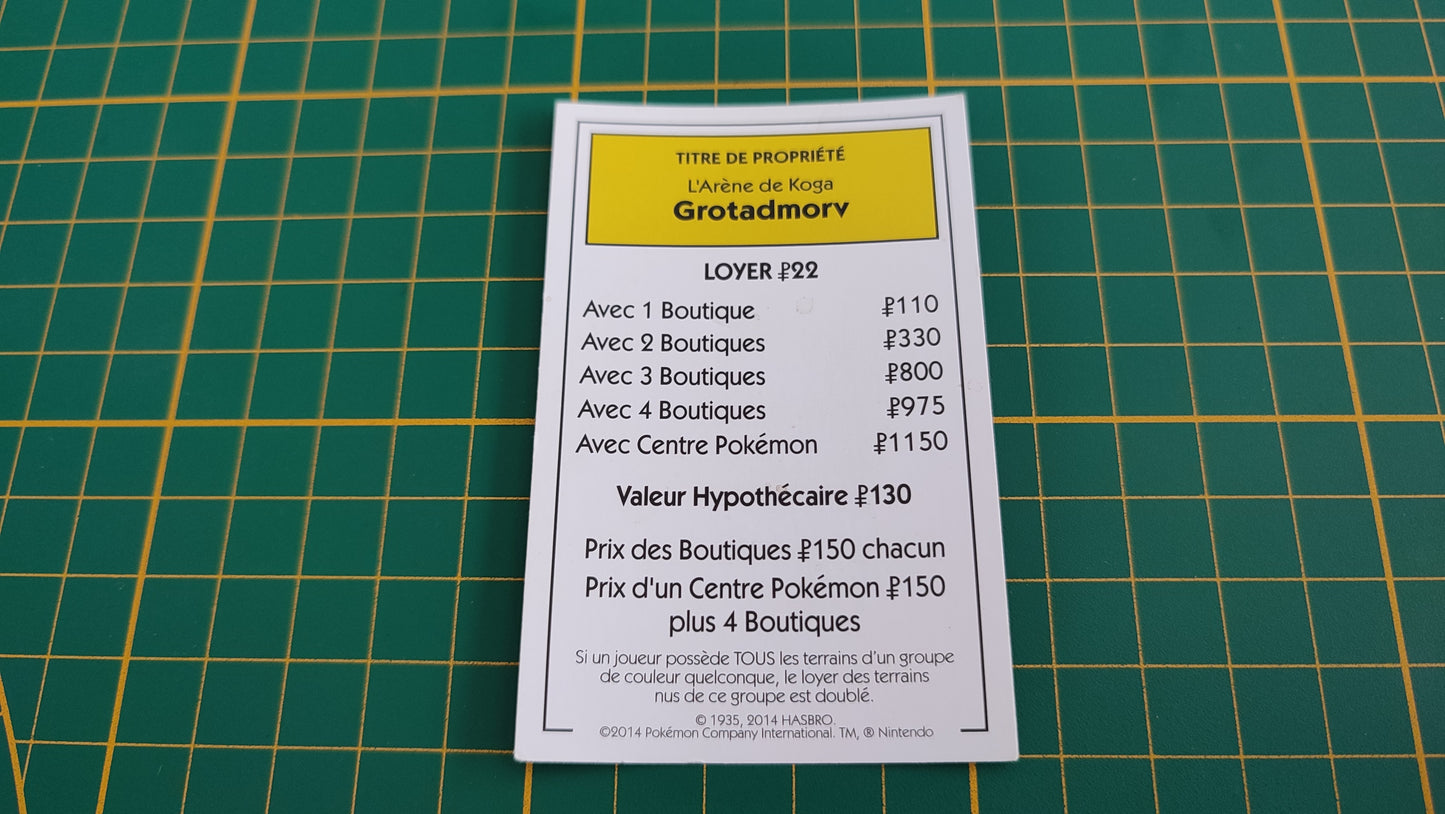 TITRE DE PROPRIÉTÉ
L'Arène de Koga
Grotadmorv
LOYER ₽22
Avec 1 Boutique ₽110
Avec 2 Boutiques ₽330
Avec 3 Boutiques ₽800
Avec 4 Boutiques ₽975
Avec Centre Pokémon ₽1150
Valeur Hypothécaire ₽130
Prix des Boutiques ₽150 chacun
Prix d'un Centre Pokémon ₽150
plus 4 Boutiques
Si un joueur possède TOUS les terrains d'un groupe
de couleur quelconque, le loyer des terrains
nus de ce groupe est doublé.
© 1935, 2014 HASBRO.
©2014 Pokémon Company International. TM, ® Nintendo